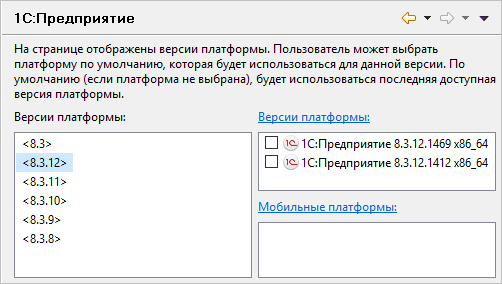 1С:Предприятие
На странице отображены версии платформы. Пользователь может выбрать
платформу по умолчанию, которая будет использоваться для данной версии. По
умолчанию (если платформа не выбрана), будет использоваться последняя доступная
версия платформы.
Версии платформы:
<8.3>
<8.3.12>
<8.3.11>
<8.3.10>
<8.3.9>
<8.3.8>
Версии платформы:
1С:Предприятие 8.3.12.1469 x86_64
1С:Предприятие 8.3.12.1412 x86_64
Мобильные платформы: